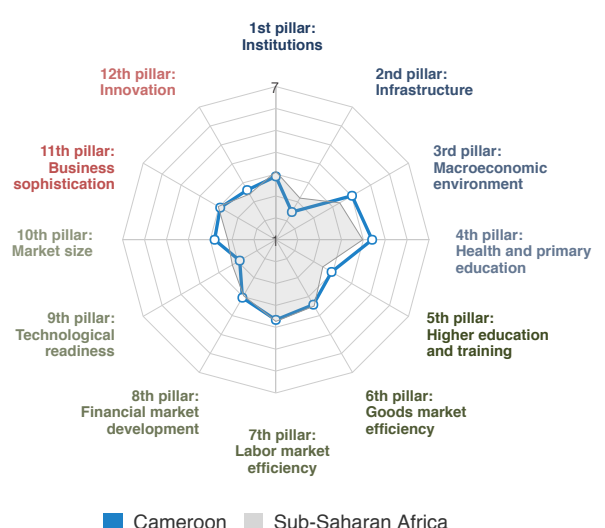 1st pillar:
Institutions
2nd pillar:
Infrastructure
3rd pillar:
Macroeconomic
environment
4th pillar:
Health and primary
education
5th pillar:
Higher education
and training
6th pillar:
Goods market
efficiency
7th pillar:
Labor market
efficiency
8th pillar:
Financial market
development
9th pillar:
Technological
readiness
10th pillar:
Market size
11th pillar:
Business
sophistication
12th pillar:
Innovation
7
1
Cameroon
Sub-Saharan Africa